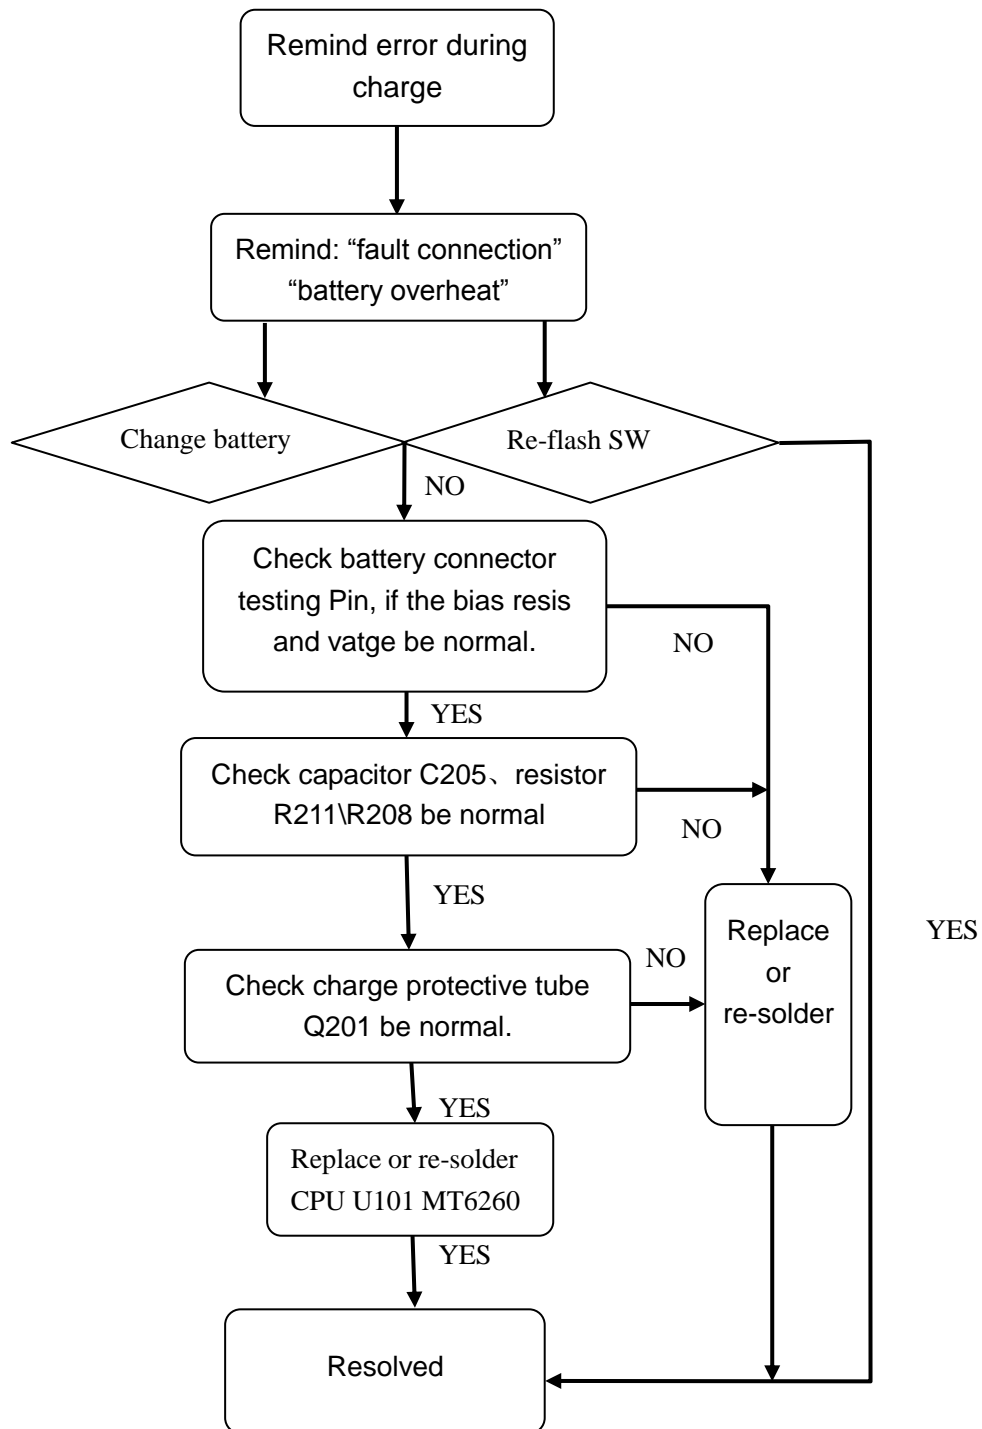 Remind error during
charge
Remind: “fault connection”
“battery overheat”
Change battery
Re-flash SW
NO
Check battery connector
testing Pin, if the bias resis
and vatge be normal.
NO
YES
Check capacitor C205、resistor
R211\R208 be normal
NO
YES
Replace
or
re-solder
YES
NO
Check charge protective tube
Q201 be normal.
YES
Replace or re-solder
CPU U101 MT6260
YES
Resolved